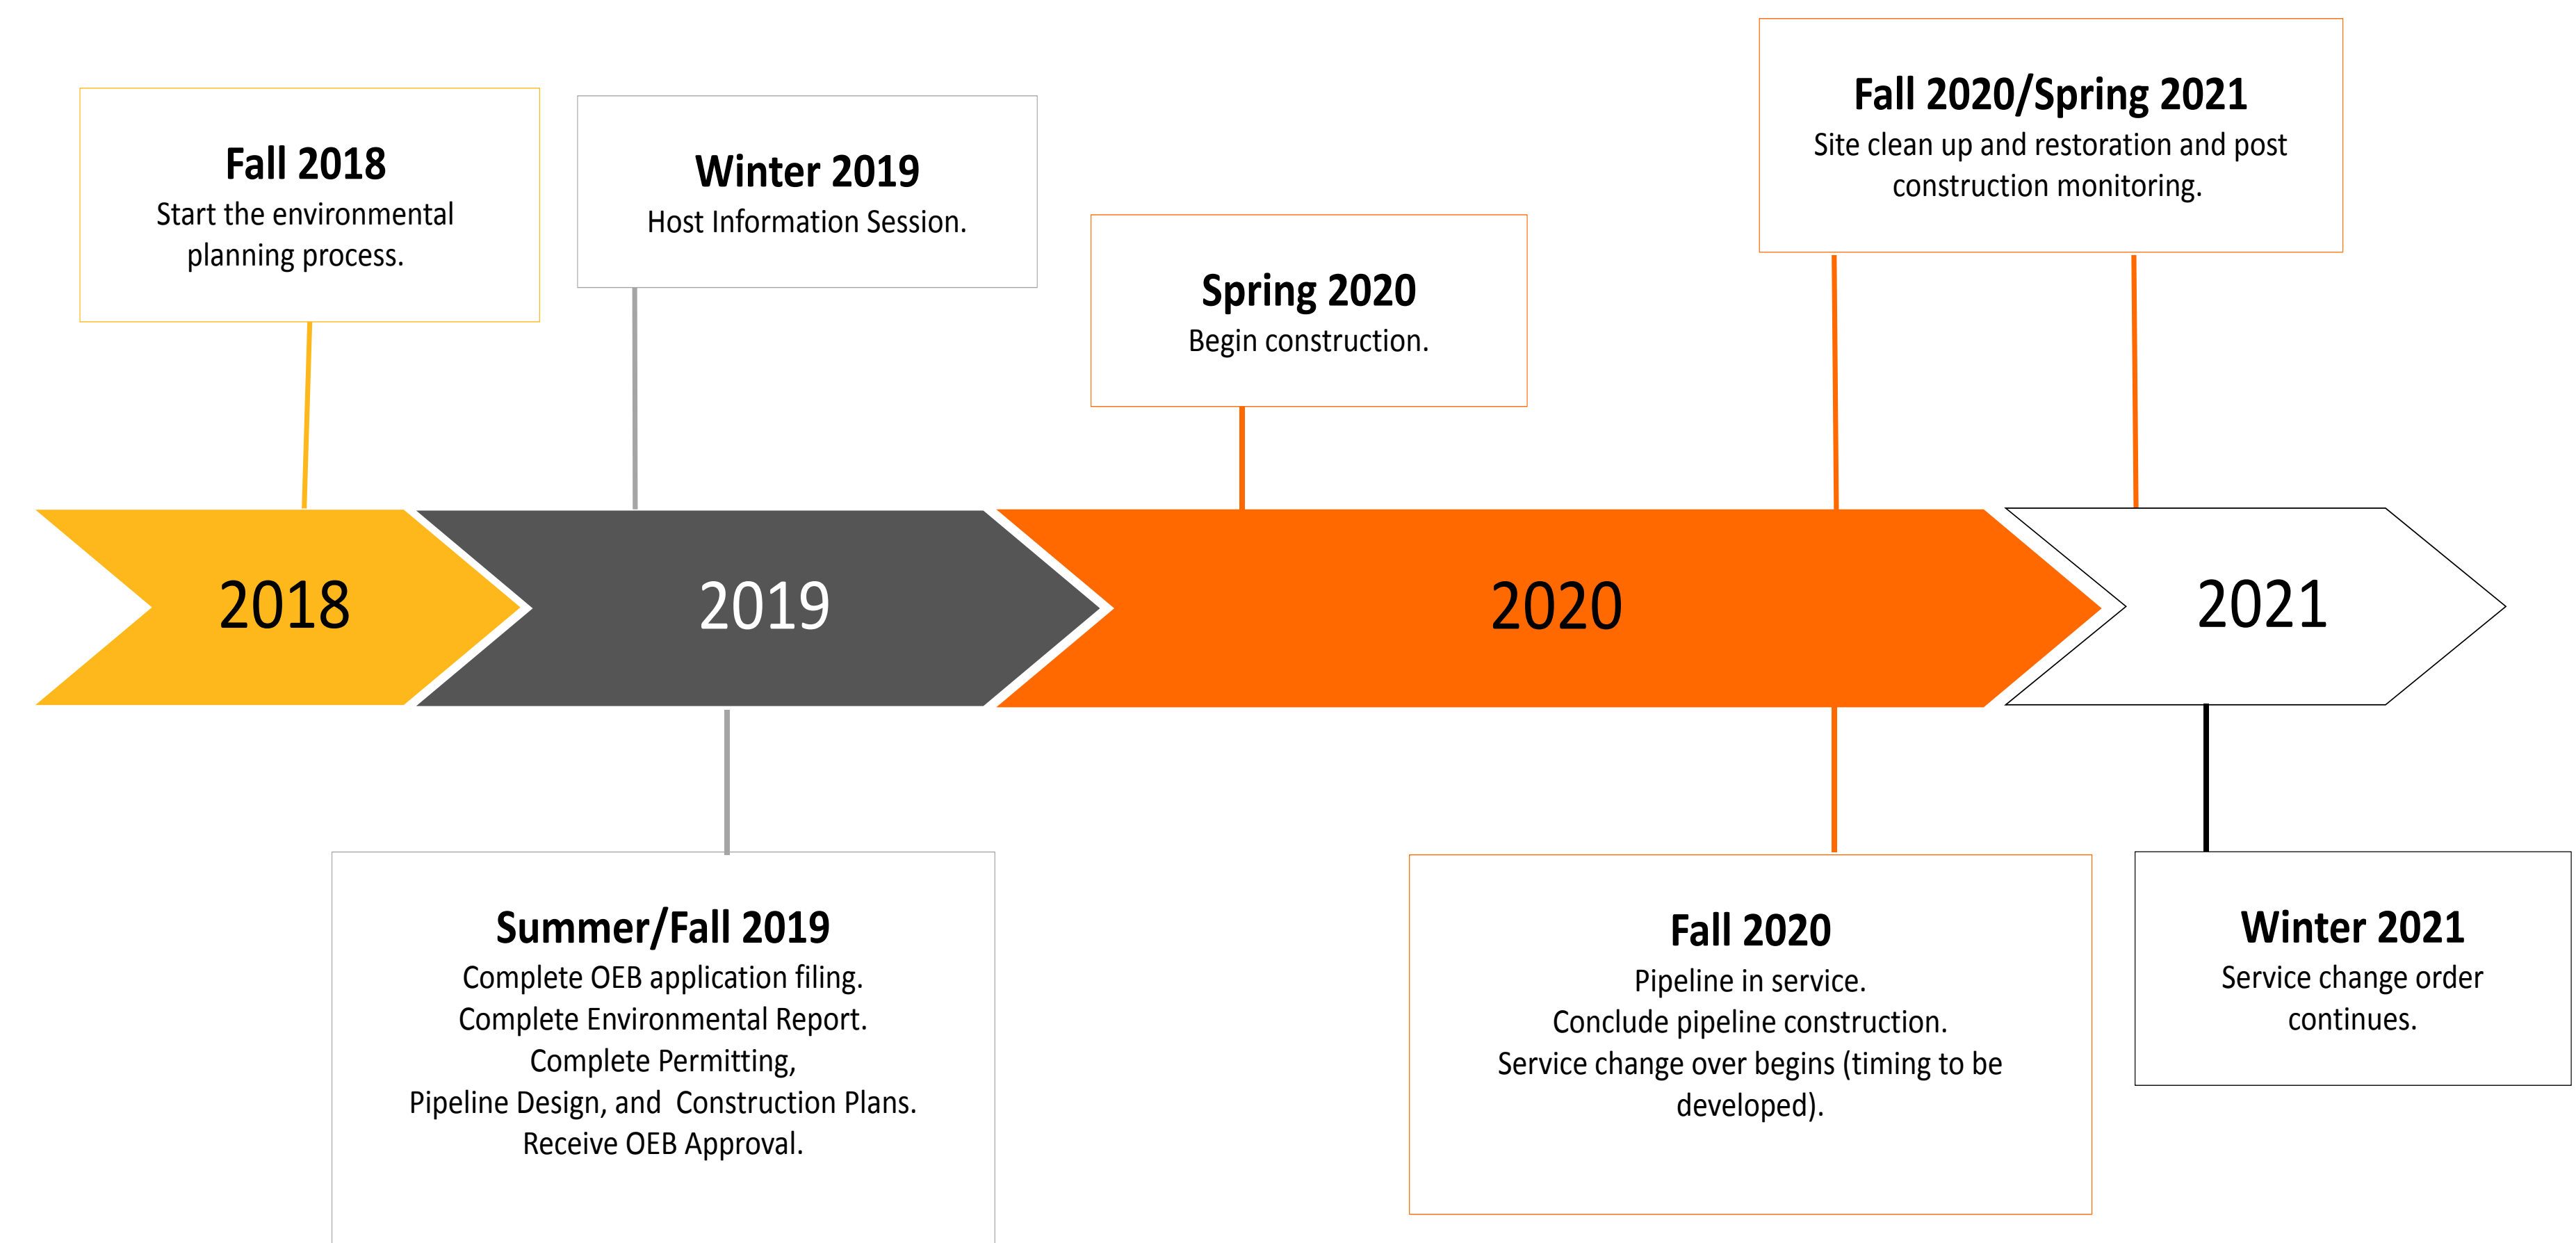 Fall 2018
Start the environmental
planning process.
Winter 2019
Host Information Session.
Spring 2020
Begin construction.
Fall 2020/Spring 2021
Site clean up and restoration and post
construction monitoring.
2018
2019
2020
2021
Summer/Fall 2019
Complete OEB application filing.
Complete Environmental Report.
Complete Permitting,
Pipeline Design, and  Construction Plans.
Receive OEB Approval.
Fall 2020
Pipeline in service.
Conclude pipeline construction.
Service change over begins (timing to be
developed).
Winter 2021
Service change order
continues.